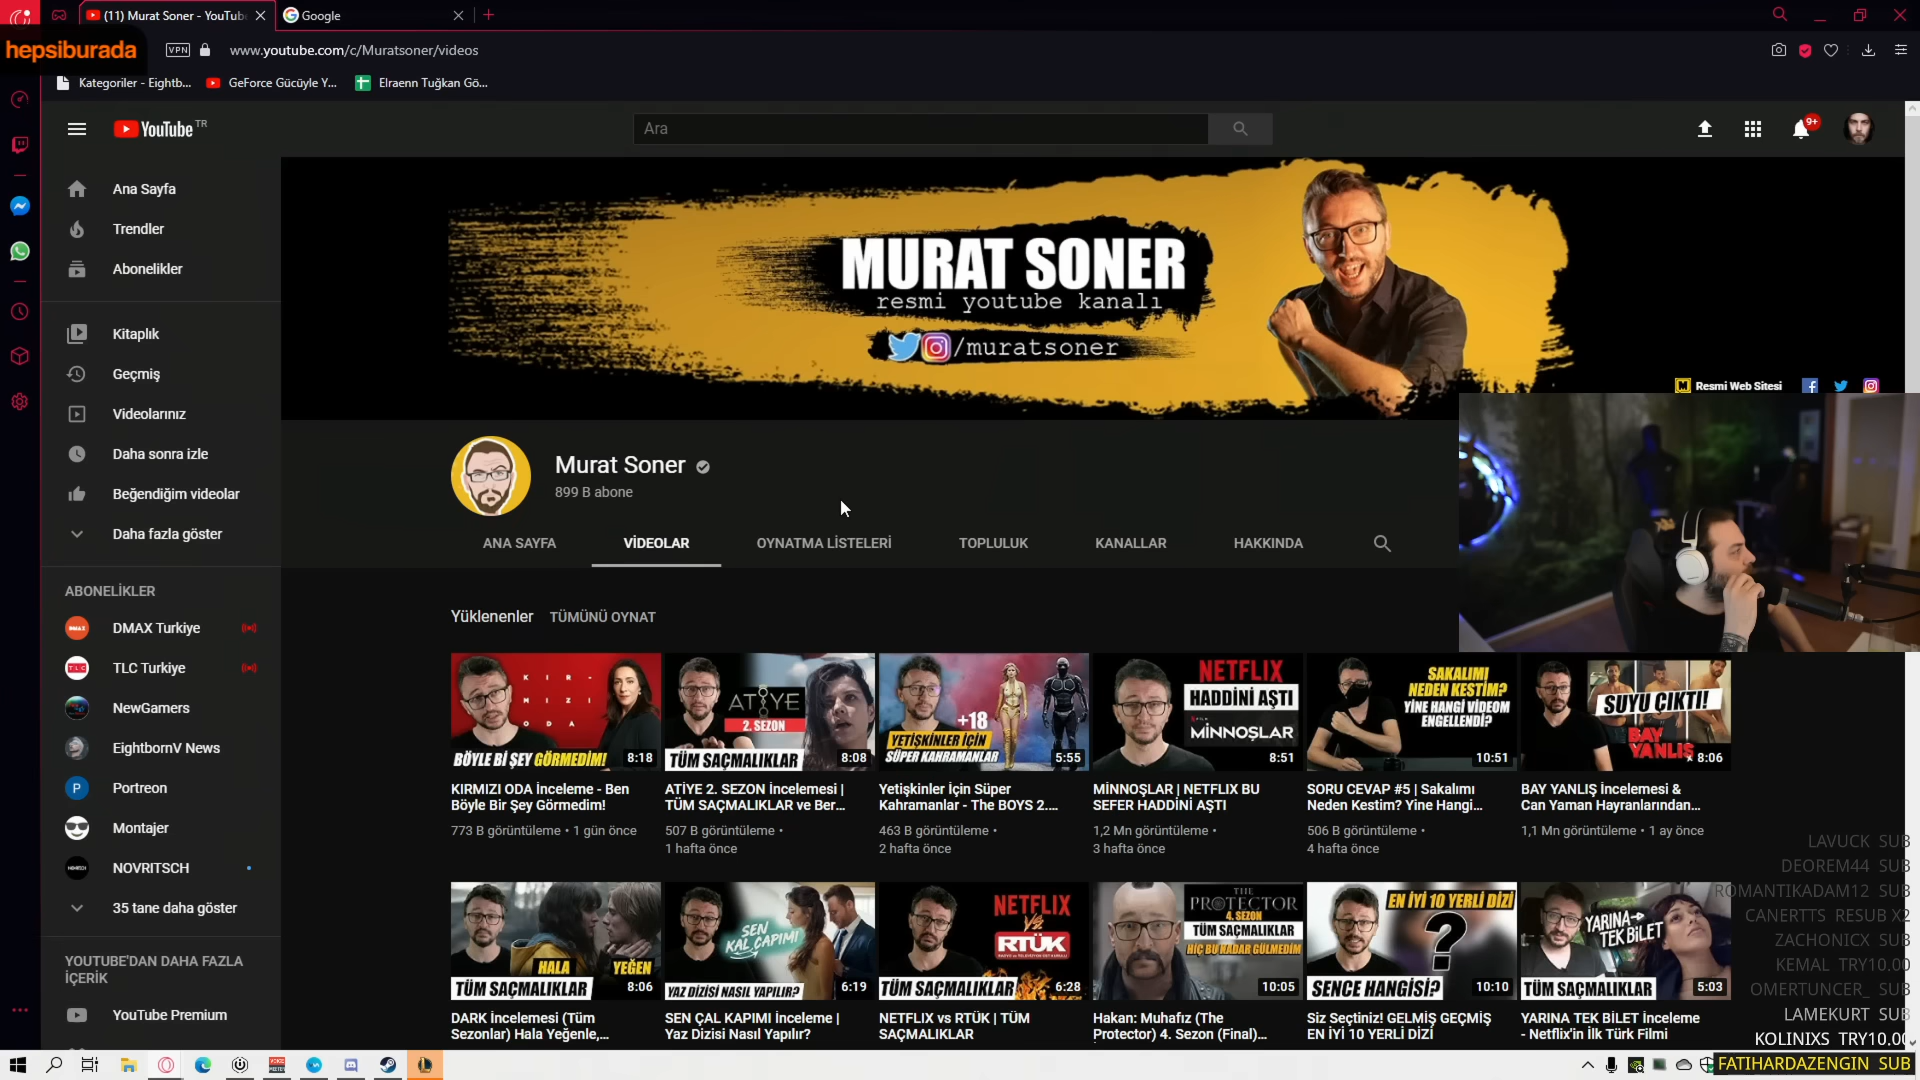 (11) Murat Soner - YouTub
Google
hepsiburada
VPN
www.youtube.com/c/Muratsoner/videos
Kategoriler - Eightb...
GeForce Gücüyle Y...
Elraenn Tuğkan Gö...
YouTube TR
Ara
9+
Ana Sayfa
Trendler
Abonelikler
Kitaplık
Geçmiş
Videolarınız
Daha sonra izle
Beğendiğim videolar
Daha fazla göster
ABONELİKLER
DMAX Turkiye
TLC Turkiye
NewGamers
EightbornV News
Portreon
Montajer
NOVRITSCH
35 tane daha göster
YOUTUBE'DAN DAHA FAZLA
İÇERİK
YouTube Premium
MURAT SONER
resmi youtube kanalı
/muratsoner
Resmi Web Sitesi
Murat Soner
899 B abone
ANA SAYFA
VİDEOLAR
OYNATMA LİSTELERİ
TOPLULUK
KANALLAR
HAKKINDA
Yüklenenler
TÜMÜNÜ OYNAT
KIR-
MIZI
ODA
BÖYLE Bİ ŞEY GÖRMEDİM!
8:18
KIRMIZI ODA İnceleme - Ben
Böyle Bir Şey Görmedim!
773 B görüntüleme • 1 gün önce
ATİYE
2. SEZON
TÜM SAÇMALIKLAR
8:08
ATİYE 2. SEZON İncelemesi |
TÜM SAÇMALIKLAR ve Ber...
507 B görüntüleme •
1 hafta önce
+18
YETİŞKİNLER İÇİN
SÜPER KAHRAMANLAR
5:55
Yetişkinler İçin Süper
Kahramanlar - The BOYS 2....
463 B görüntüleme •
2 hafta önce
NETFLIX
HADDİNİ AŞTI
MİNNOŞLAR
8:51
MİNNOŞLAR | NETFLIX BU
SEFER HADDİNİ AŞTI
1,2 Mn görüntüleme •
3 hafta önce
SAKALIMI
NEDEN KESTİM?
YİNE HANGİ VİDEOM
ENGELLENDİ?
10:51
SORU CEVAP #5 | Sakalımı
Neden Kestim? Yine Hangi...
506 B görüntüleme •
4 hafta önce
SUYU ÇIKTI!
BAY
YANLIŞ
8:06
BAY YANLIŞ İncelemesi &
Can Yaman Hayranlarından...
1,1 Mn görüntüleme • 1 ay önce
HALA
YEĞEN
TÜM SAÇMALIKLAR
8:06
DARK İncelemesi (Tüm
Sezonlar) Hala Yeğenle,...
SEN
ÇAL KAPIMI
YAZ DİZİSİ NASIL YAPILIR?
6:19
SEN ÇAL KAPIMI İnceleme |
Yaz Dizisi Nasıl Yapılır?
NETFLIX
VS
RTÜK
TÜM SAÇMALIKLAR
6:28
NETFLIX vs RTÜK | TÜM
SAÇMALIKLAR
THE
PROTECTOR
4. SEZON
TÜM SAÇMALIKLAR
HİÇ BU KADAR GÜLMEDİM
10:05
Hakan: Muhafız (The
Protector) 4. Sezon (Final)...
EN İYİ 10 YERLİ DİZİ
?
SENCE HANGİSİ?
10:10
Siz Seçtiniz! GELMİŞ GEÇMİŞ
EN İYİ 10 YERLİ DİZİ
YARINA
TEK BİLET
TÜM SAÇMALIKLAR
5:03
YARINA TEK BİLET İnceleme
- Netflix'in İlk Türk Filmi
LAVUCK SUB
DEOREM44 SUB
ROMANTIKADAM12 SUB
CANERTTS RESUB X2
ZACHONICX SUB
KEMAL TRY10.00
OMERTUNCER_ SUB
LAMEKURT SUB
KOLINIXS TRY10.00
FATIHARDAZENGIN SUB